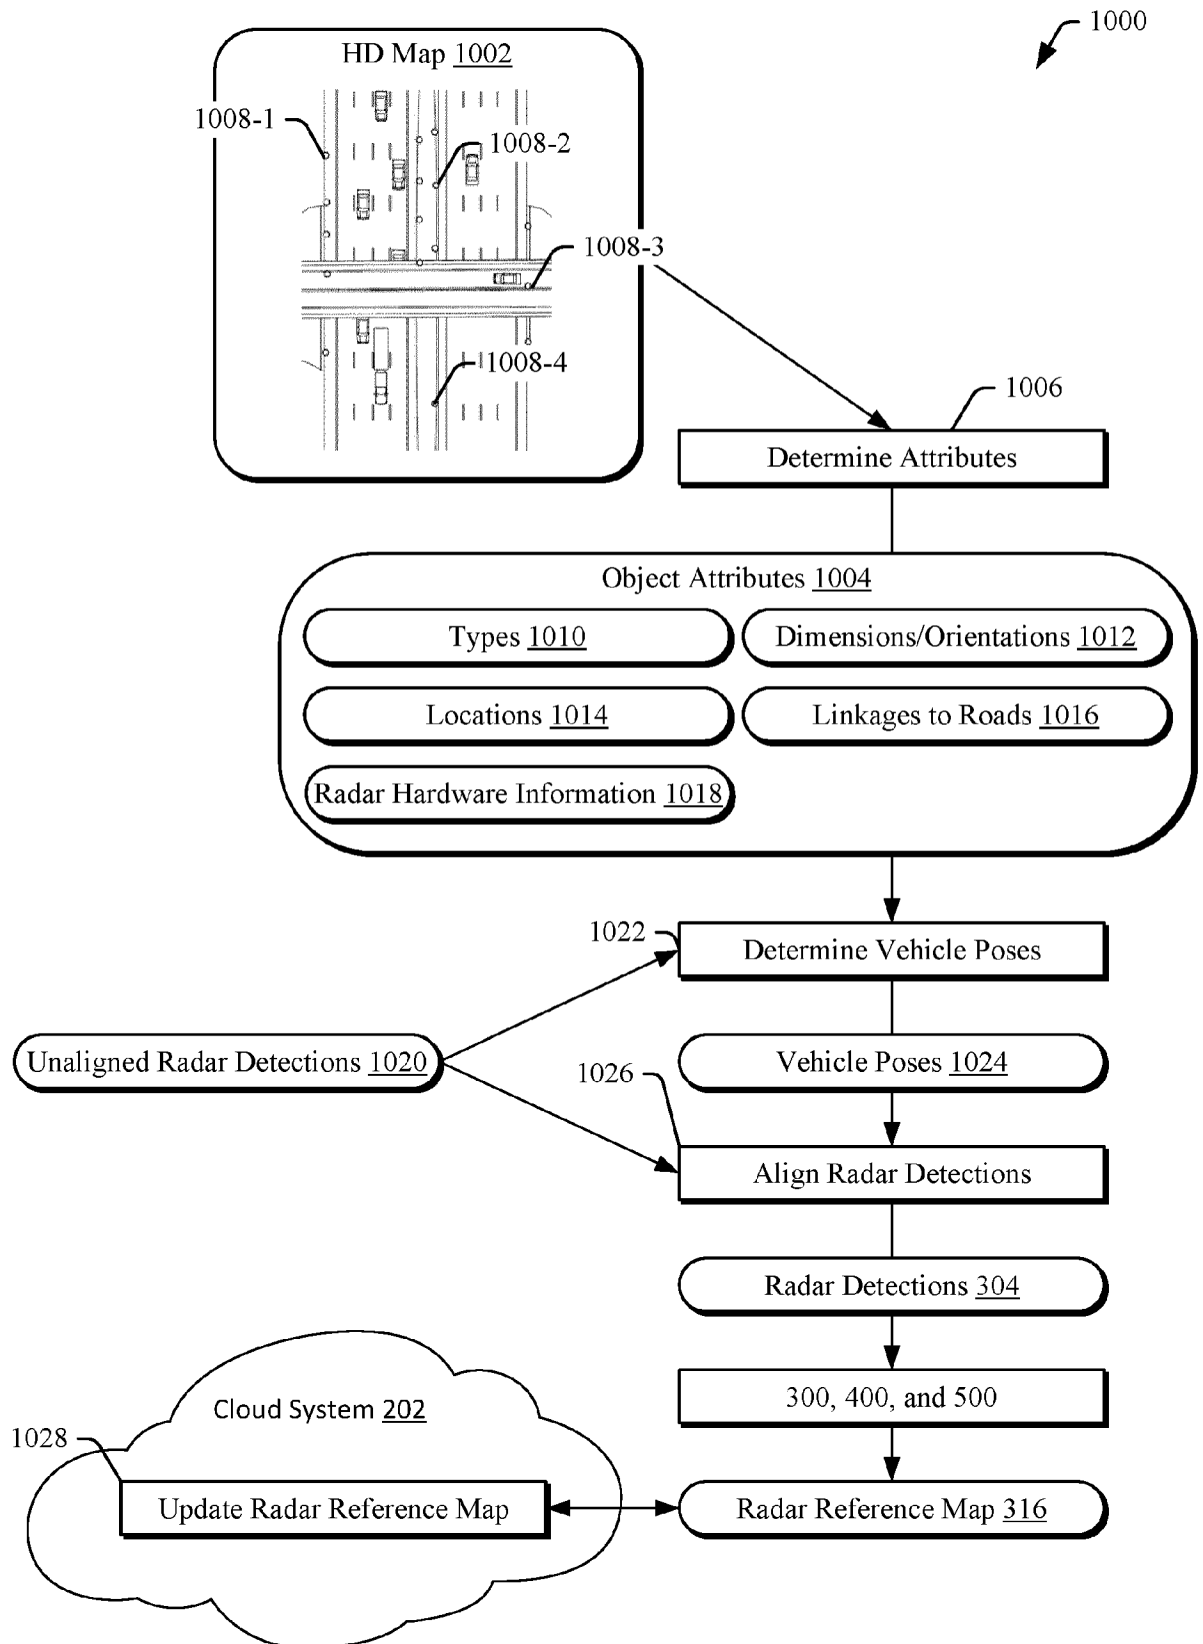 1000
HD Map 1002
1008-1
1008-2
1008-3
1008-4
1006
Determine Attributes
Object Attributes 1004
Types 1010
Dimensions/Orientations 1012
Locations 1014
Linkages to Roads 1016
Radar Hardware Information 1018
1022
Determine Vehicle Poses
Unaligned Radar Detections 1020
Vehicle Poses 1024
1026
Align Radar Detections
Radar Detections 304
300, 400, and 500
Cloud System 202
1028
Update Radar Reference Map
Radar Reference Map 316